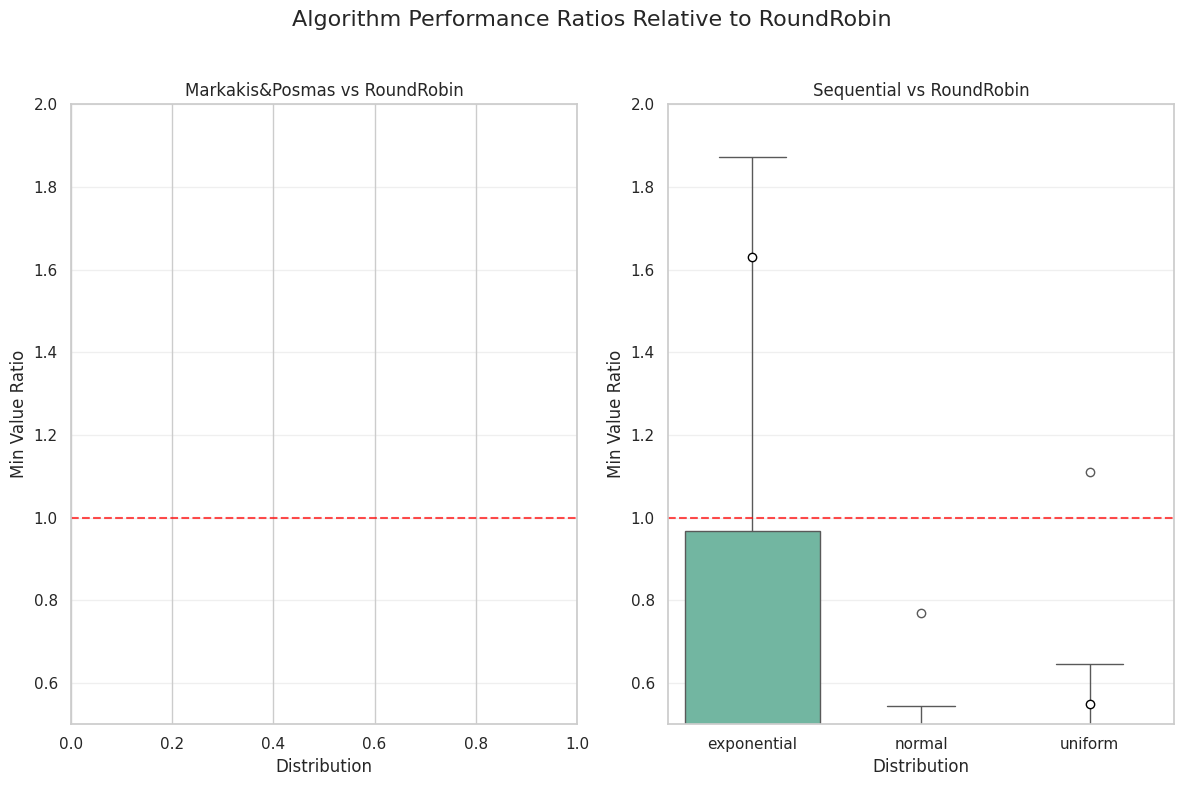 Algorithm Performance Ratios Relative to RoundRobin
Markakis&Posmas vs RoundRobin
2.0
1.8
1.6
1.4
1.2
1.0
0.8
0.6
Min Value Ratio
0.0 0.2 0.4 0.6 0.8 1.0
Distribution
Sequential vs RoundRobin
2.0
1.8
1.6
1.4
1.2
1.0
0.8
0.6
Min Value Ratio
exponential normal uniform
Distribution